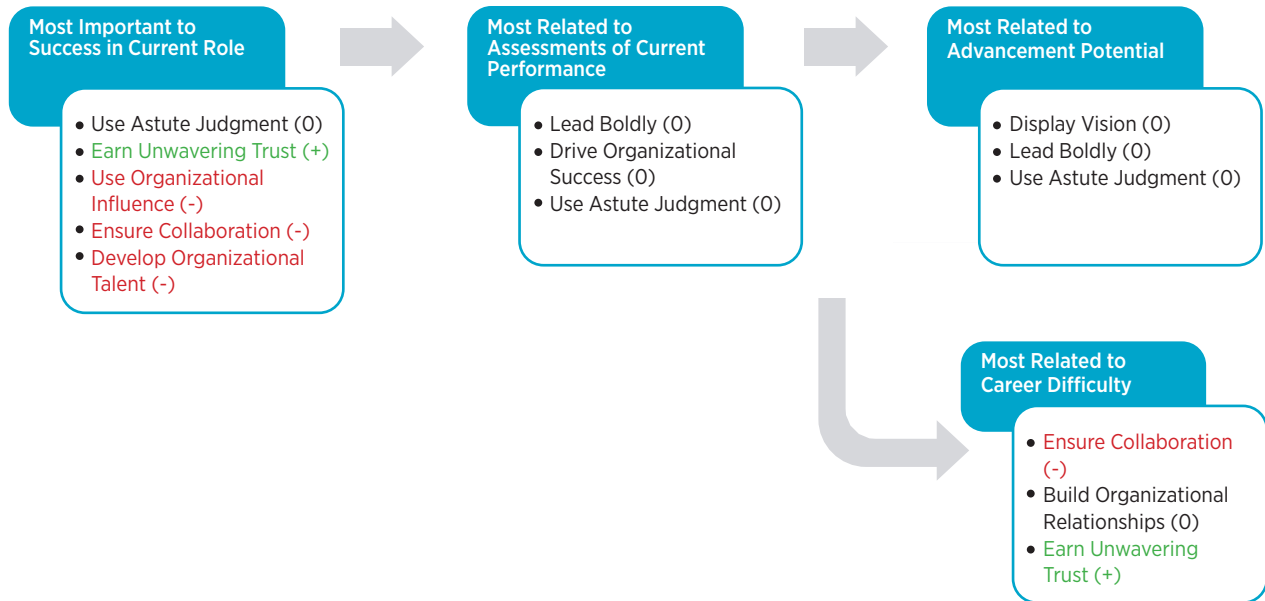 Most Important to
Success in Current Role
• Use Astute Judgment (0)
• Earn Unwavering Trust (+)
• Use Organizational
Influence (-)
• Ensure Collaboration (-)
• Develop Organizational
Talent (-)
Most Related to
Assessments of Current
Performance
• Lead Boldly (0)
• Drive Organizational
Success (0)
• Use Astute Judgment (0)
Most Related to
Advancement Potential
• Display Vision (0)
• Lead Boldly (0)
• Use Astute Judgment (0)
Most Related to
Career Difficulty
• Ensure Collaboration
(-)
• Build Organizational
Relationships (0)
• Earn Unwavering
Trust (+)